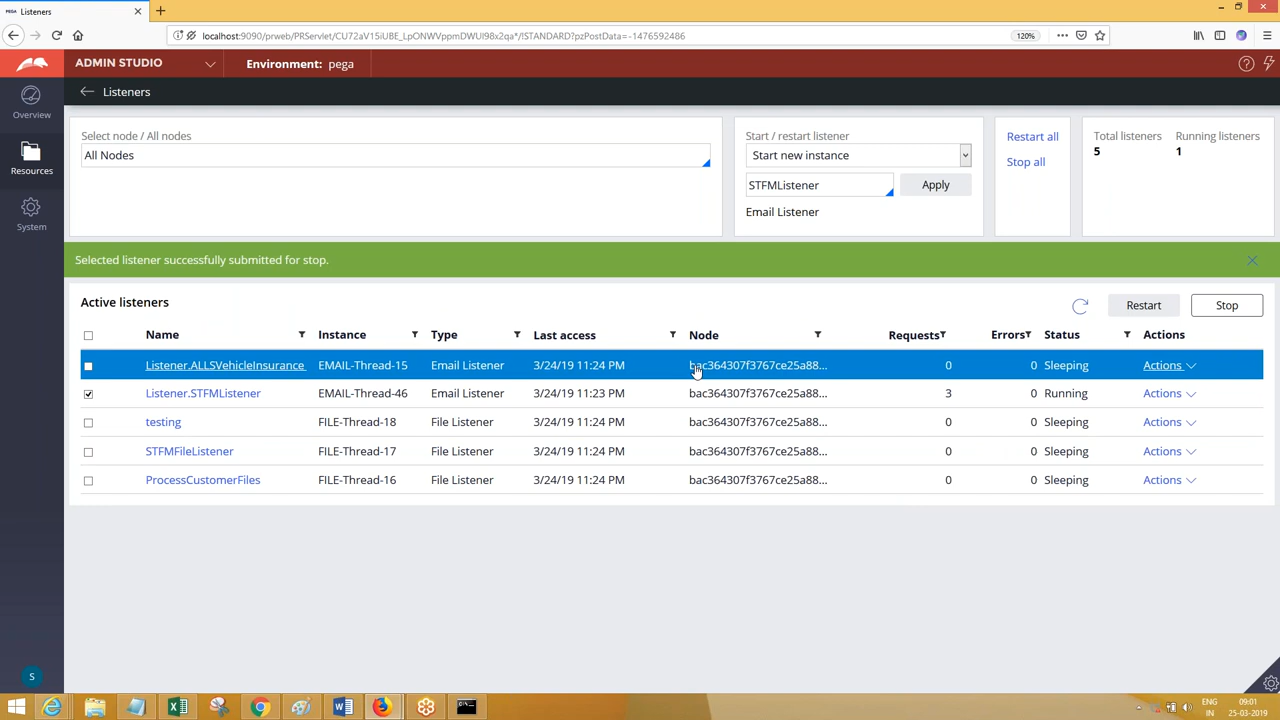 PEGA Listeners
localhost:9090/prweb/PRServlet/CU72aV15iUBE_LpONWVppmDWUI98x2qa*/!STANDARD?pzPostData=-1476592486
120%
ADMIN STUDIO
Environment: pega
Listeners
Overview
Resources
System
Select node / All nodes
All Nodes
Start / restart listener
Start new instance
STFMListener
Apply
Email Listener
Restart all
Stop all
Total listeners
5
Running listeners
1
Selected listener successfully submitted for stop.
Active listeners
Restart
Stop
Name Instance Type Last access Node Requests Errors Status Actions
Listener.ALLSVehicleInsurance EMAIL-Thread-15 Email Listener 3/24/19 11:24 PM bac364307f3767ce25a88... 0 0 Sleeping Actions
Listener.STFMListener EMAIL-Thread-46 Email Listener 3/24/19 11:23 PM bac364307f3767ce25a88... 3 0 Running Actions
testing FILE-Thread-18 File Listener 3/24/19 11:24 PM bac364307f3767ce25a88... 0 0 Sleeping Actions
STFMFileListener FILE-Thread-17 File Listener 3/24/19 11:24 PM bac364307f3767ce25a88... 0 0 Sleeping Actions
ProcessCustomerFiles FILE-Thread-16 File Listener 3/24/19 11:24 PM bac364307f3767ce25a88... 0 0 Sleeping Actions
S
ENG
IN
09:01
25-03-2019